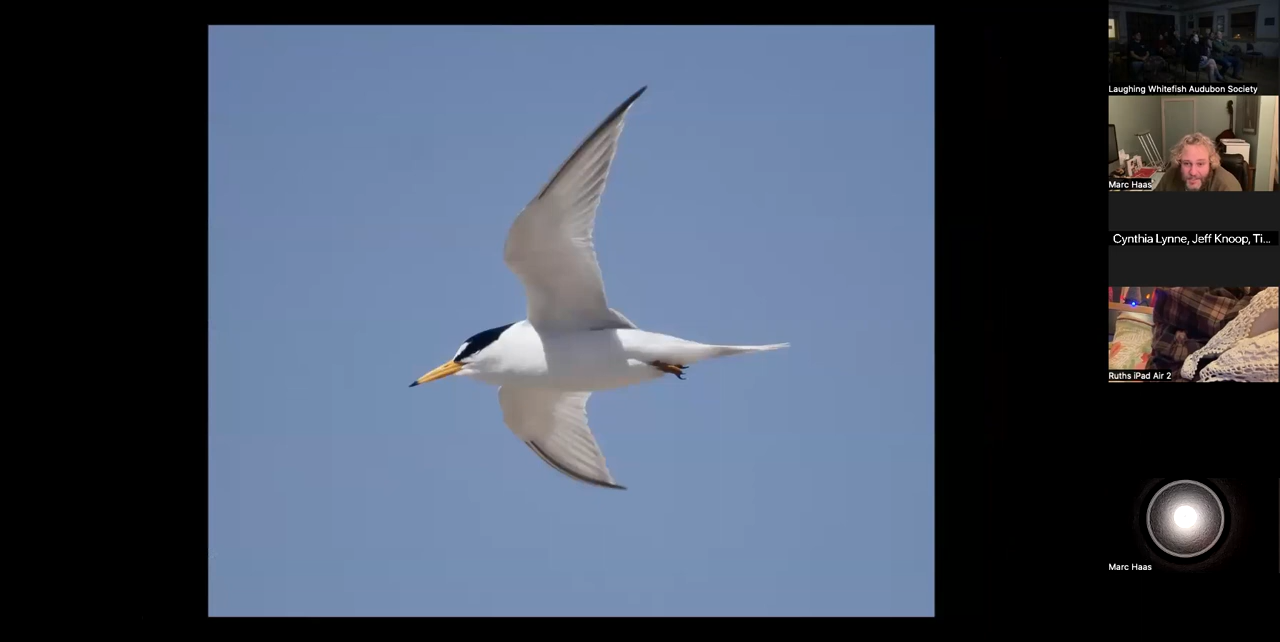 Laughing Whitefish Audubon Society
Marc Haas
Cynthia Lynne, Jeff Knoop, Ti...
Ruths iPad Air 2
Marc Haas